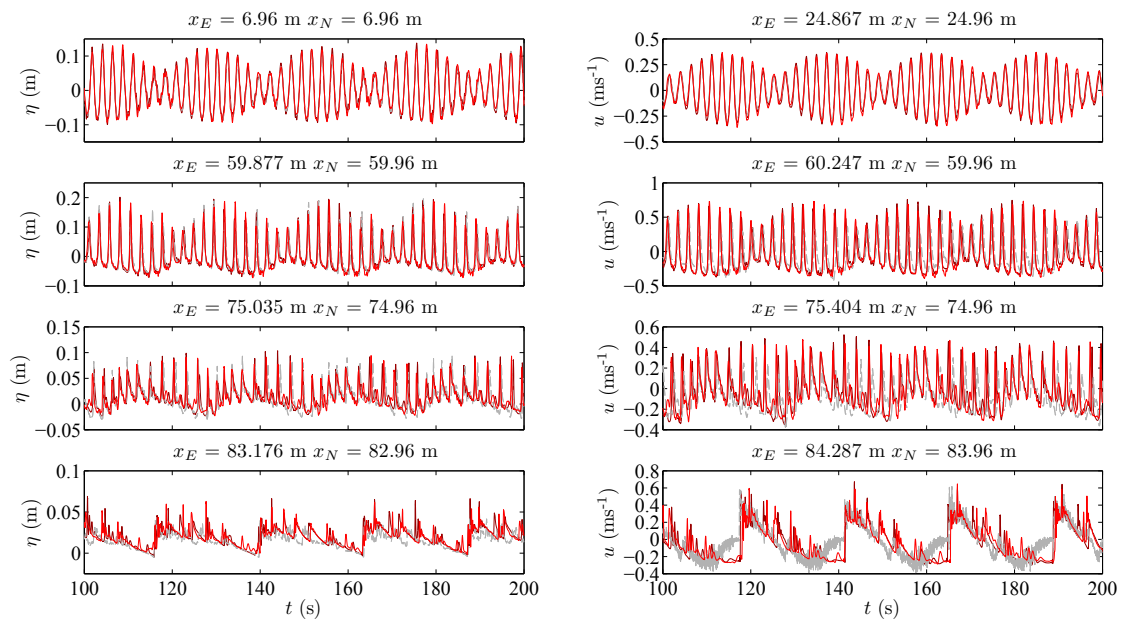 x_E = 6.96 m x_N = 6.96 m
0.1
0
−0.1
η (m)
x_E = 24.867 m x_N = 24.96 m
0.5
0.25
0
−0.25
−0.5
u (ms⁻¹)
x_E = 59.877 m x_N = 59.96 m
0.2
0.1
0
−0.1
η (m)
x_E = 60.247 m x_N = 59.96 m
1
0.5
0
−0.5
u (ms⁻¹)
x_E = 75.035 m x_N = 74.96 m
0.15
0.1
0.05
0
−0.05
η (m)
x_E = 75.404 m x_N = 74.96 m
0.6
0.4
0.2
0
−0.2
−0.4
u (ms⁻¹)
x_E = 83.176 m x_N = 82.96 m
0.1
0.05
0
η (m)
100 120 140 160 180 200
t (s)
x_E = 84.287 m x_N = 83.96 m
0.8
0.6
0.4
0.2
0
−0.2
−0.4
u (ms⁻¹)
100 120 140 160 180 200
t (s)